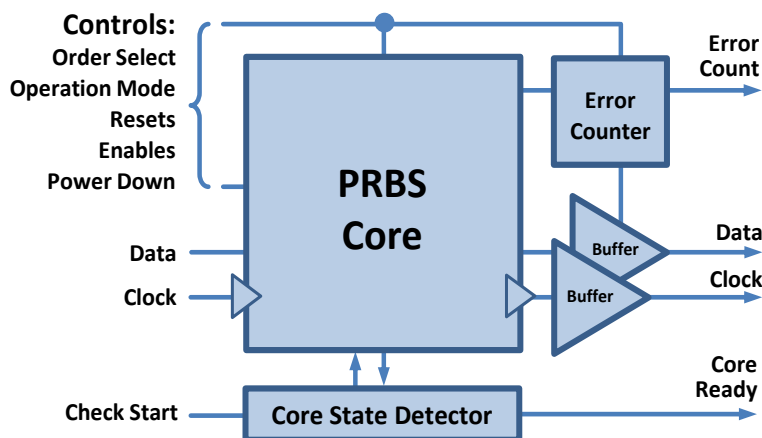 Controls:
Order Select
Operation Mode
Resets
Enables
Power Down
Data
Clock
Check Start
PRBS
Core
Core State Detector
Error
Counter
Buffer
Buffer
Error
Count
Data
Clock
Core
Ready